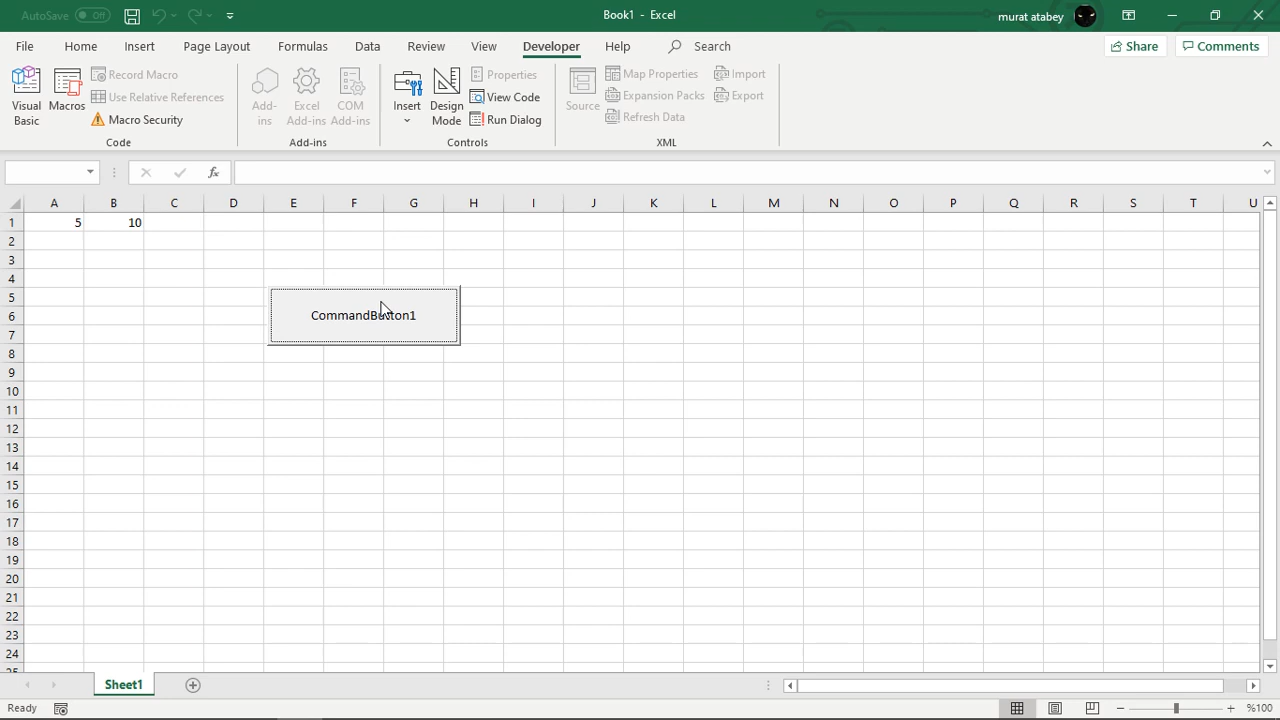 AutoSave Off
Book1 - Excel
murat atabey
File Home Insert Page Layout Formulas Data Review View Developer Help Search Share Comments
Visual Basic
Macros
Record Macro
Use Relative References
Macro Security
Code
Add-ins
Excel Add-ins
COM Add-ins
Add-ins
Insert
Design Mode
Properties
View Code
Run Dialog
Controls
Source
Map Properties
Expansion Packs
Refresh Data
Import
Export
XML
fx
A B C D E F G H I J K L M N O P Q R S T U
1 5 10
2
3
4
5
6
CommandButton1
7
8
9
10
11
12
13
14
15
16
17
18
19
20
21
22
23
24
25
Sheet1
Ready
%100